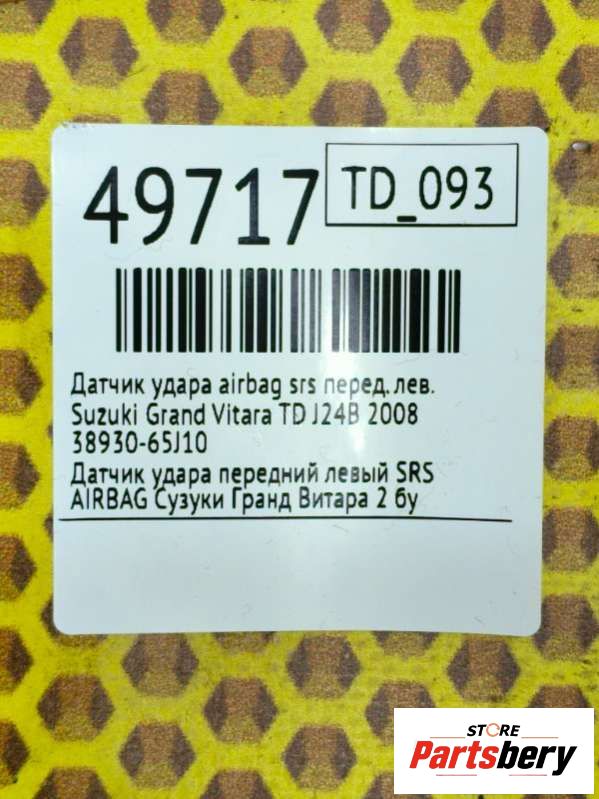 49717
TD_093
Датчик удара airbag srs перед. лев.
Suzuki Grand Vitara TD J24B 2008
38930-65J10
Датчик удара передний левый SRS
AIRBAG Сузуки Гранд Витара 2 бу
STORE
Partsbery